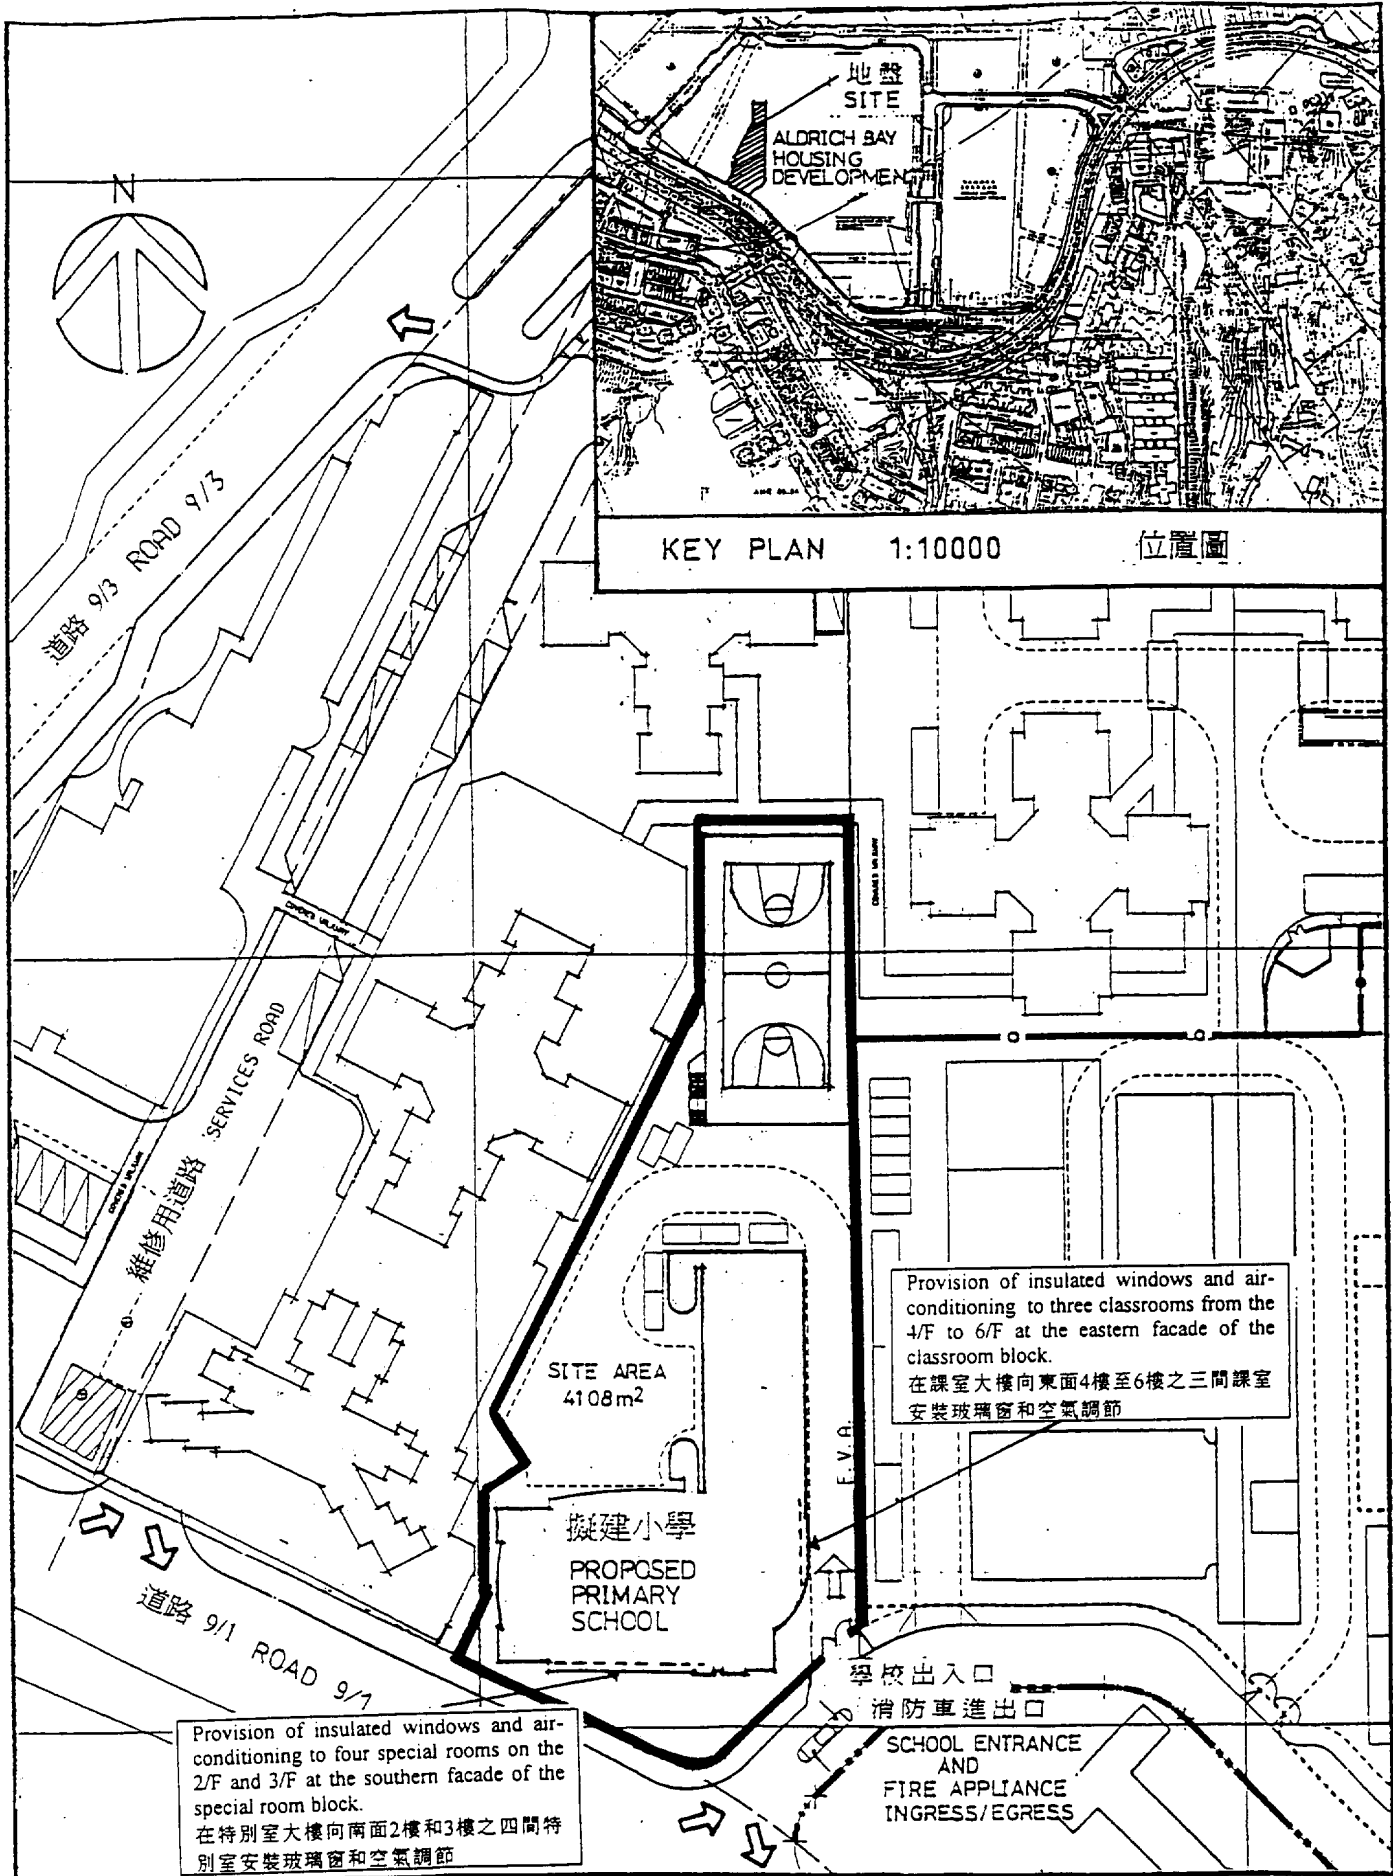 地盤
SITE
ALDRICH BAY
HOUSING
DEVELOPMENT
N
KEY PLAN 1:10000 位置圖
道路 9/3 ROAD 9/3
COVERED WALKWAY
COVERED WALKWAY
維修用道路 SERVICES ROAD
COVERED WALKWAY
Provision of insulated windows and air-
conditioning to three classrooms from the
4/F to 6/F at the eastern facade of the
classroom block.
在課室大樓向東面4樓至6樓之三間課室
安裝玻璃窗和空氣調節
SITE AREA
4108m²
E.V.A.
擬建小學
PROPOSED
PRIMARY
SCHOOL
道路 9/1 ROAD 9/1
學校出入口
消防車進出口
SCHOOL ENTRANCE
AND
FIRE APPLIANCE
INGRESS/EGRESS
Provision of insulated windows and air-
conditioning to four special rooms on the
2/F and 3/F at the southern facade of the
special room block.
在特別室大樓向南面2樓和3樓之四間特
別室安裝玻璃窗和空氣調節